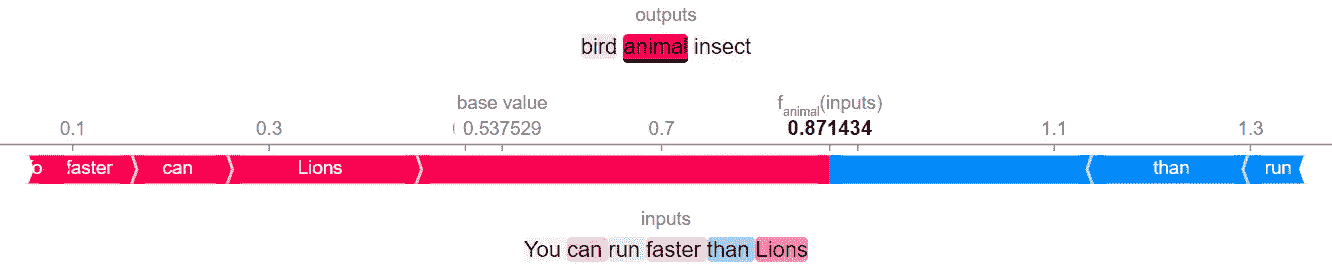 outputs
bird animal insect
base value
f animal(inputs)
0.1 0.3 0.537529 0.7 0.871434 1.1 1.3
faster can Lions than run
inputs
You can run faster than Lions